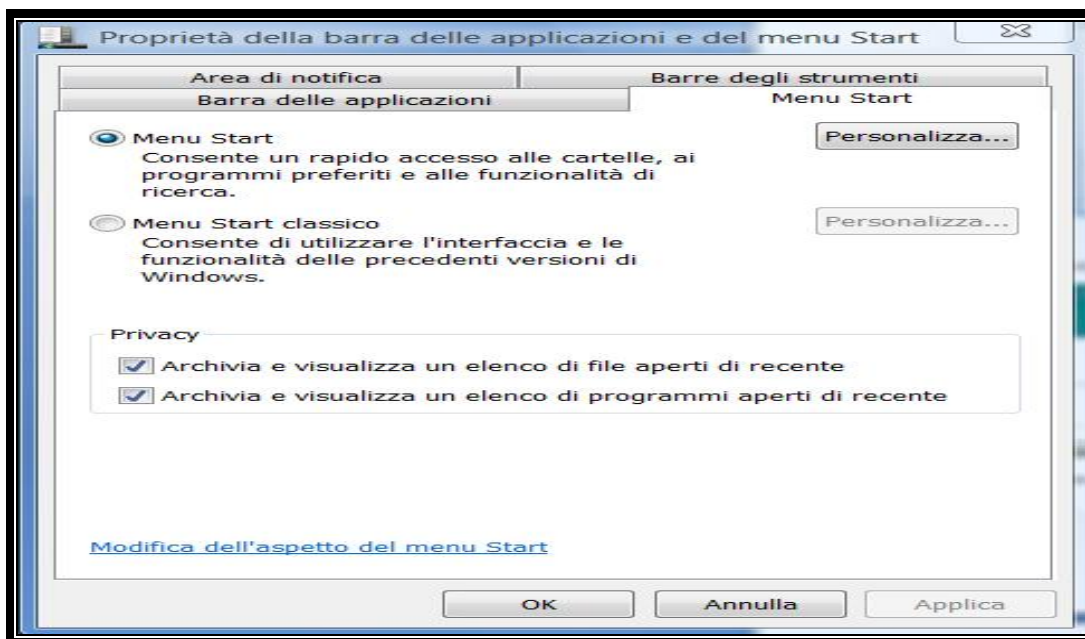 Proprietà della barra delle applicazioni e del menu Start
Area di notifica
Barre degli strumenti
Barra delle applicazioni
Menu Start
Menu Start
Personalizza...
Consente un rapido accesso alle cartelle, ai
programmi preferiti e alle funzionalità di
ricerca.
Menu Start classico
Personalizza...
Consente di utilizzare l'interfaccia e le
funzionalità delle precedenti versioni di
Windows.
Privacy
Archivia e visualizza un elenco di file aperti di recente
Archivia e visualizza un elenco di programmi aperti di recente
Modifica dell'aspetto del menu Start
OK
Annulla
Applica